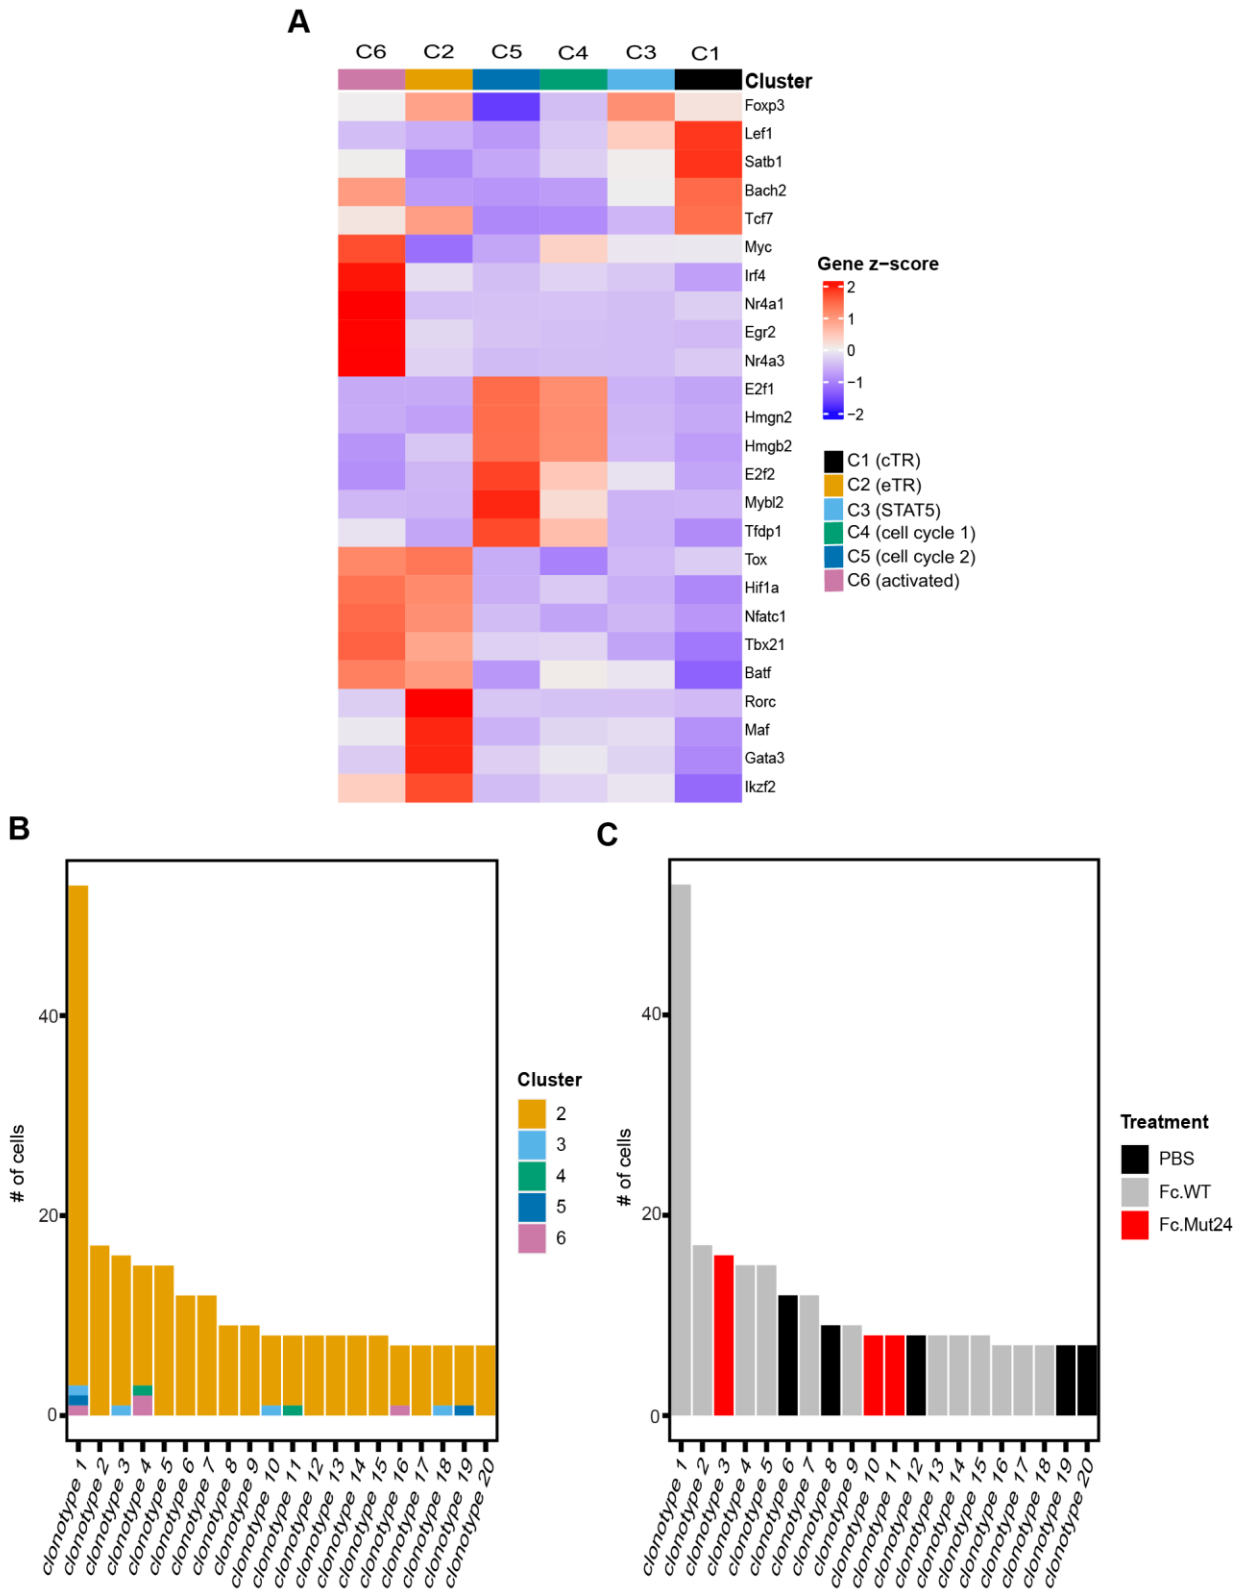 A
C6 C2 C5 C4 C3 C1
Cluster
Foxp3
Lef1
Satb1
Bach2
Tcf7
Myc
Irf4
Nr4a1
Egr2
Nr4a3
E2f1
Hmgn2
Hmgb2
E2f2
Mybl2
Tfdp1
Tox
Hif1a
Nfatc1
Tbx21
Batf
Rorc
Maf
Gata3
Ikzf2
Gene z−score
2
1
0
−1
−2
C1 (cTR)
C2 (eTR)
C3 (STAT5)
C4 (cell cycle 1)
C5 (cell cycle 2)
C6 (activated)
B
# of cells
40
20
0
clonotype 1
clonotype 2
clonotype 3
clonotype 4
clonotype 5
clonotype 6
clonotype 7
clonotype 8
clonotype 9
clonotype 10
clonotype 11
clonotype 12
clonotype 13
clonotype 14
clonotype 15
clonotype 16
clonotype 17
clonotype 18
clonotype 19
clonotype 20
Cluster
2
3
4
5
6
C
# of cells
40
20
0
clonotype 1
clonotype 2
clonotype 3
clonotype 4
clonotype 5
clonotype 6
clonotype 7
clonotype 8
clonotype 9
clonotype 10
clonotype 11
clonotype 12
clonotype 13
clonotype 14
clonotype 15
clonotype 16
clonotype 17
clonotype 18
clonotype 19
clonotype 20
Treatment
PBS
Fc.WT
Fc.Mut24